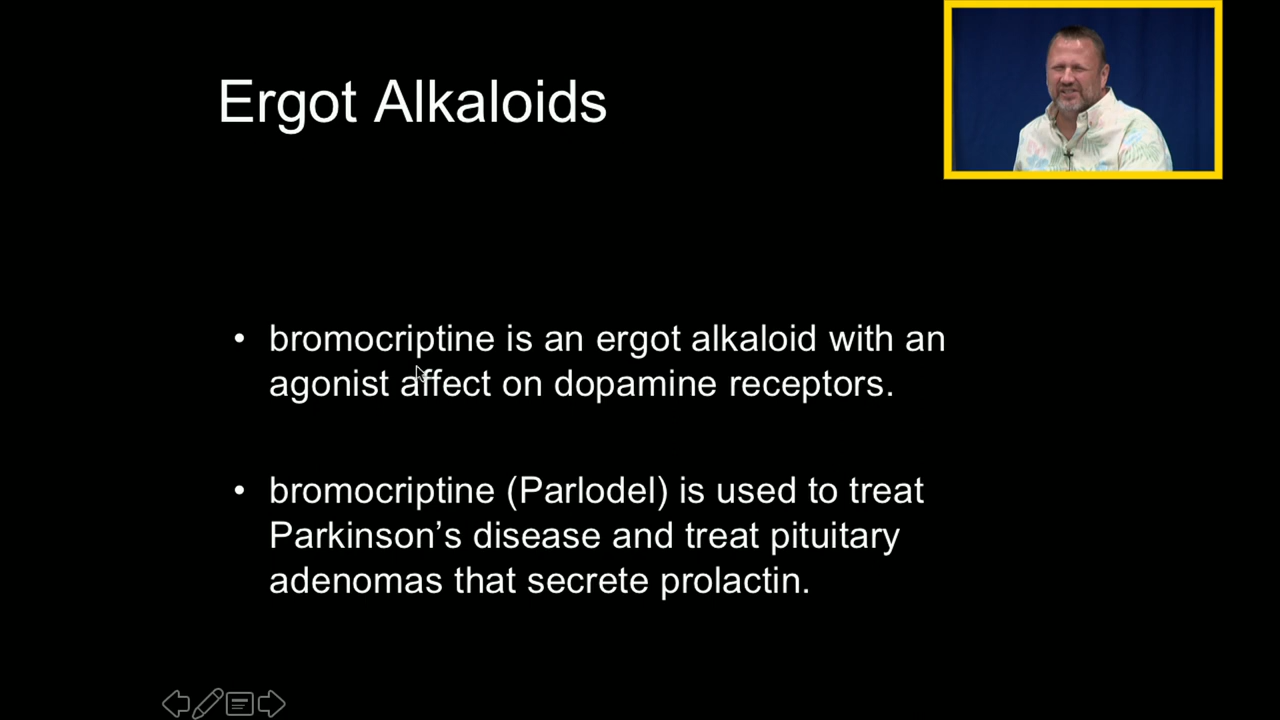 Ergot Alkaloids
• bromocriptine is an ergot alkaloid with an
agonist affect on dopamine receptors.
• bromocriptine (Parlodel) is used to treat
Parkinson’s disease and treat pituitary
adenomas that secrete prolactin.